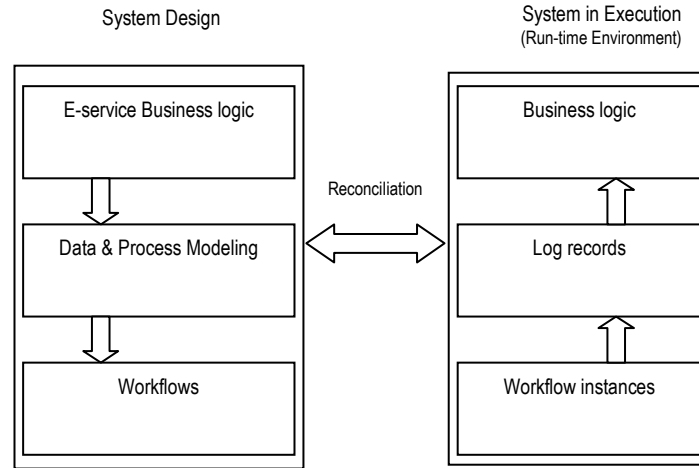 System Design
System in Execution
(Run-time Environment)
E-service Business logic
Business logic
Reconciliation
Data & Process Modeling
Log records
Workflows
Workflow instances